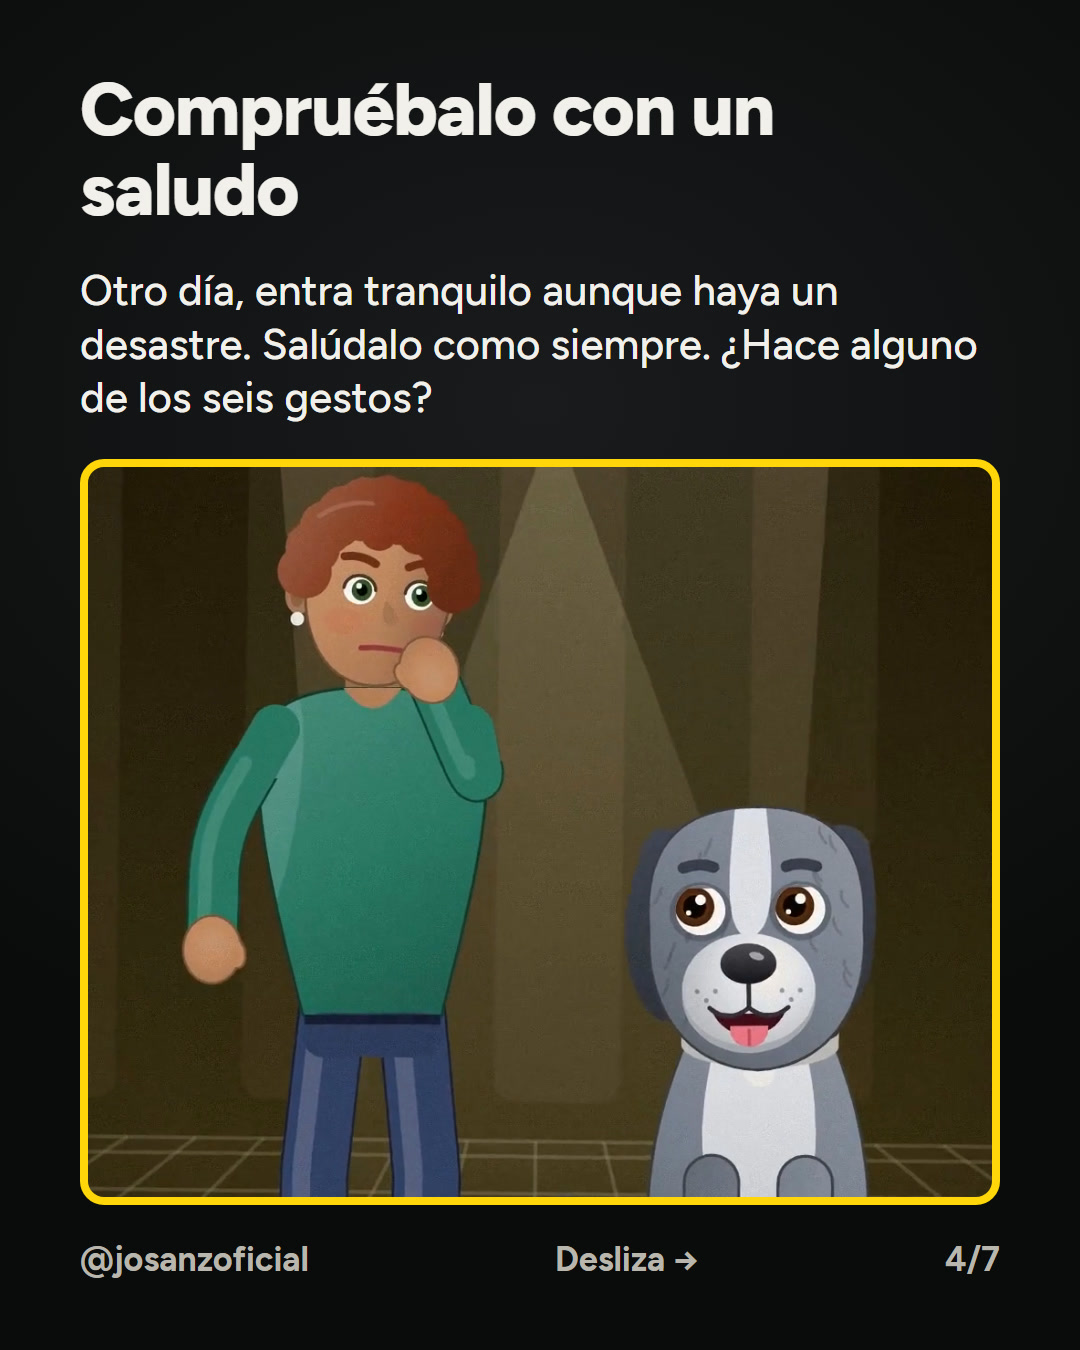 Compruébalo con un
saludo
Otro día, entra tranquilo aunque haya un
desastre. Salúdalo como siempre. ¿Hace alguno
de los seis gestos?
@josanzoficial
Desliza →
4/7